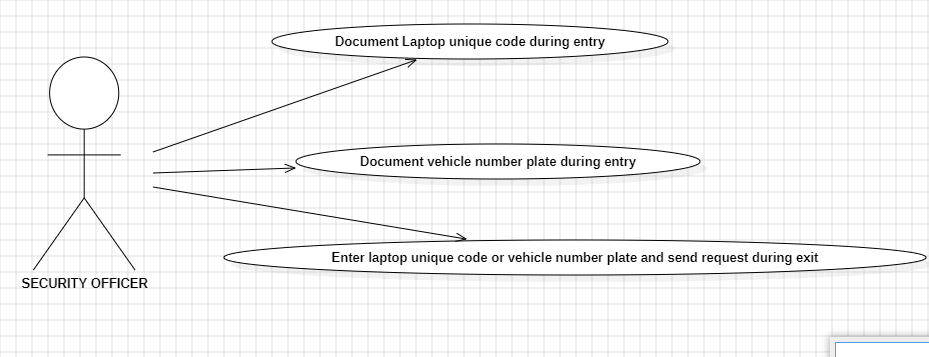 Document Laptop unique code during entry
Document vehicle number plate during entry
Enter laptop unique code or vehicle number plate and send request during exit
SECURITY OFFICER